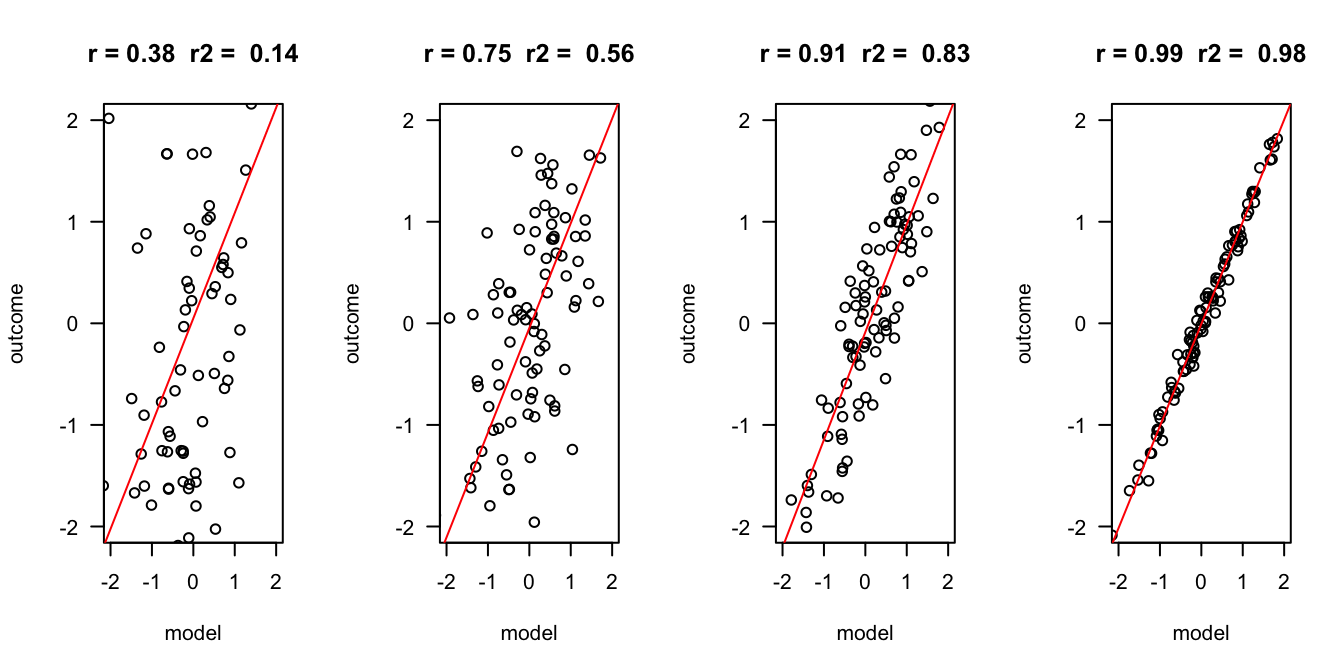 r = 0.38  r2 =  0.14
outcome
2
1
0
-1
-2
-2 -1 0 1 2
model
r = 0.75  r2 =  0.56
outcome
2
1
0
-1
-2
-2 -1 0 1 2
model
r = 0.91  r2 =  0.83
outcome
2
1
0
-1
-2
-2 -1 0 1 2
model
r = 0.99  r2 =  0.98
outcome
2
1
0
-1
-2
-2 -1 0 1 2
model